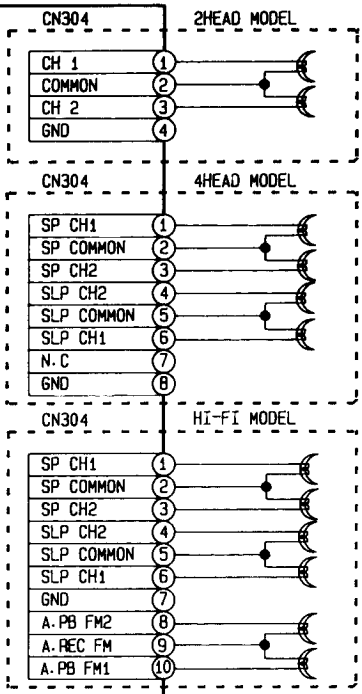 CN304 2HEAD MODEL
CH 1 1
COMMON 2
CH 2 3
GND 4
CN304 4HEAD MODEL
SP CH1 1
SP COMMON 2
SP CH2 3
SLP CH2 4
SLP COMMON 5
SLP CH1 6
N.C 7
GND 8
CN304 HI-FI MODEL
SP CH1 1
SP COMMON 2
SP CH2 3
SLP CH2 4
SLP COMMON 5
SLP CH1 6
GND 7
A.PB FM2 8
A.REC FM 9
A.PB FM1 10